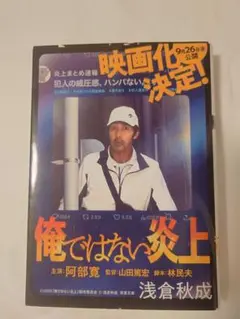 映画化
決定!
9月26日(金)
公開
炎上まとめ速報
犯人の威圧感、ハンパない。
俺ではない炎上
主演:阿部寛 監督:山田篤宏 脚本:林民夫
浅倉秋成